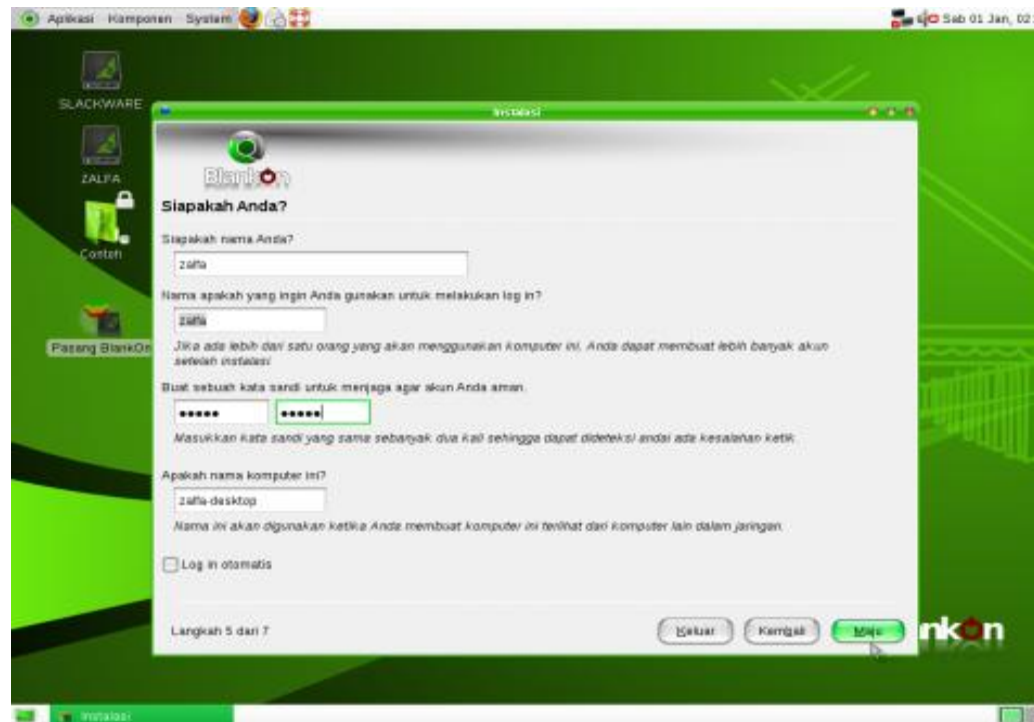 Aplikasi Komponen System
Sab 01 Jan, 02:
SLACKWARE
ZALFA
Contoh
Pasang BlankOn
Instalasi
BlankOn
Siapakah Anda?
Siapakah nama Anda?
zalfa
Nama apakah yang ingin Anda gunakan untuk melakukan log in?
zalfa
Jika ada lebih dari satu orang yang akan menggunakan komputer ini, Anda dapat membuat lebih banyak akun
setelah instalasi
Buat sebuah kata sandi untuk menjaga agar akun Anda aman.
Masukkan kata sandi yang sama sebanyak dua kali sehingga dapat dideteksi andai ada kesalahan ketik
Apakah nama komputer ini?
zalfa-desktop
Nama ini akan digunakan ketika Anda membuat komputer ini terlihat dari komputer lain dalam jaringan.
Log in otomatis
Langkah 5 dari 7
Keluar
Kembali
Maju
nkOn
Instalasi